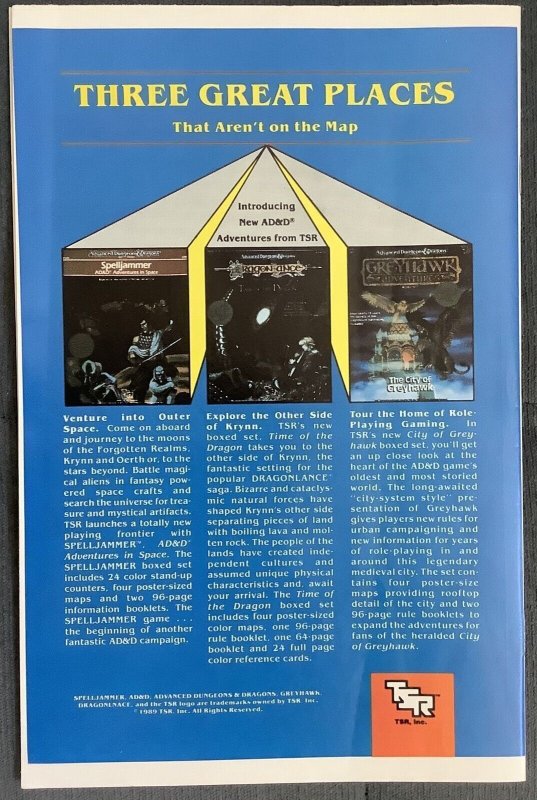 THREE GREAT PLACES
That Aren't on the Map
Introducing
New AD&D®
Adventures from TSR
Advanced Dungeons & Dragons
Spelljammer
AD&D Adventures in Space
Advanced Dungeons & Dragons
DRAGONLANCE
Advanced Dungeons & Dragons
GREYHAWK
ADVENTURES
The City of
Greyhawk
Venture into Outer
Space. Come on aboard
and journey to the moons
of the Forgotten Realms,
Krynn and Oerth or, to the
stars beyond. Battle mag-
ical aliens in fantasy pow-
ered space crafts and
search the universe for trea-
sure and mystical artifacts.
TSR launches a totally new
playing frontier with
SPELLJAMMER™, AD&D®
Adventures in Space. The
SPELLJAMMER boxed set
includes 24 color stand-up
counters, four poster-sized
maps and two 96-page
information booklets. The
SPELLJAMMER game . . .
the beginning of another
fantastic AD&D campaign.
Explore the Other Side
of Krynn. TSR's new
boxed set, Time of the
Dragon takes you to the
other side of Krynn, the
fantastic setting for the
popular DRAGONLANCE®
saga. Bizarre and cataclys-
mic natural forces have
shaped Krynn's other side
separating pieces of land
with boiling lava and mol-
ten rock. The people of the
lands have created inde-
pendent cultures and
assumed unique physical
characteristics and, await
your arrival. The Time of
the Dragon boxed set
includes four poster-sized
color maps, one 96-page
rule booklet, one 64-page
booklet and 24 full page
color reference cards.
Tour the Home of Role-
Playing Gaming. In
TSR's new City of Grey-
hawk boxed set, you'll get
an up close look at the
heart of the AD&D game's
oldest and most storied
world. The long-awaited
"city-system style" pre-
sentation of Greyhawk
gives players new rules for
urban campaigning and
new information for years
of role-playing in and
around this legendary
medieval city. The set con-
tains four poster-size
maps providing rooftop
detail of the city and two
96-page rule booklets to
expand the adventures for
fans of the heralded City
of Greyhawk.
SPELLJAMMER, AD&D, ADVANCED DUNGEONS & DRAGONS, GREYHAWK,
DRAGONLNACE, and the TSR logo are trademarks owned by TSR, Inc.
©1989 TSR, Inc. All Rights Reserved.
TSR
TSR, Inc.